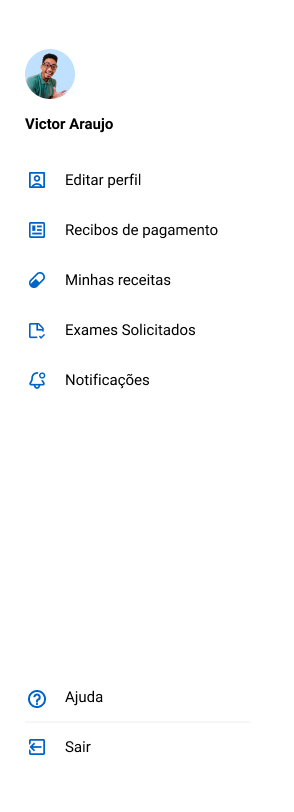 Victor Araujo
Editar perfil
Recibos de pagamento
Minhas receitas
Exames Solicitados
Notificações
Ajuda
Sair